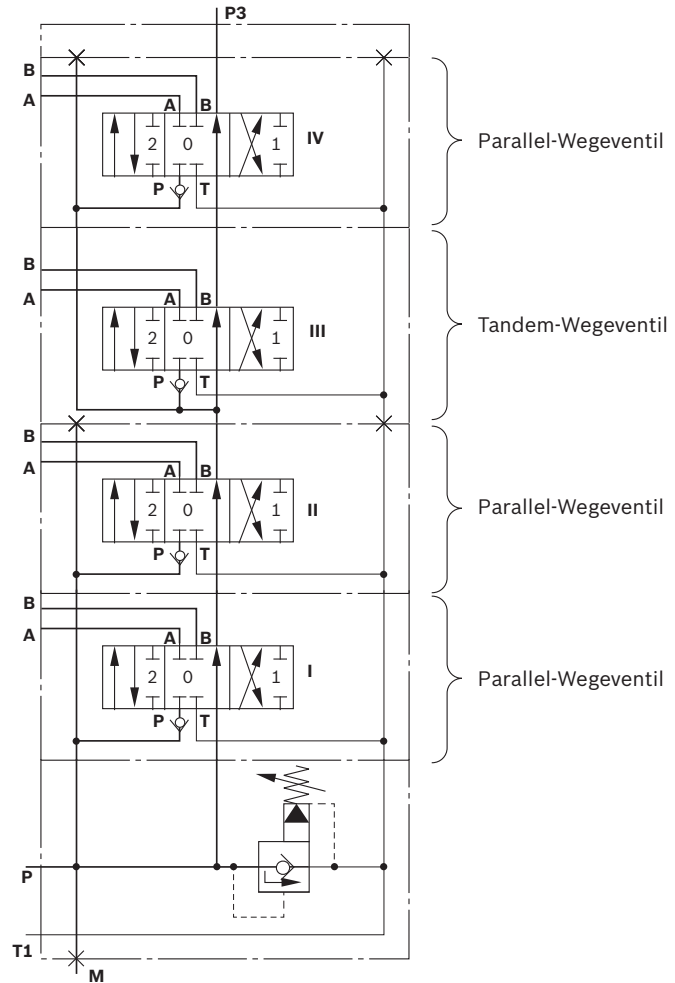 P3
B
A
A B
2 0 1
IV
P T
Parallel-Wegeventil
B
A
A B
2 0 1
III
P T
Tandem-Wegeventil
B
A
A B
2 0 1
II
P T
Parallel-Wegeventil
B
A
A B
2 0 1
I
P T
Parallel-Wegeventil
P
T1
M